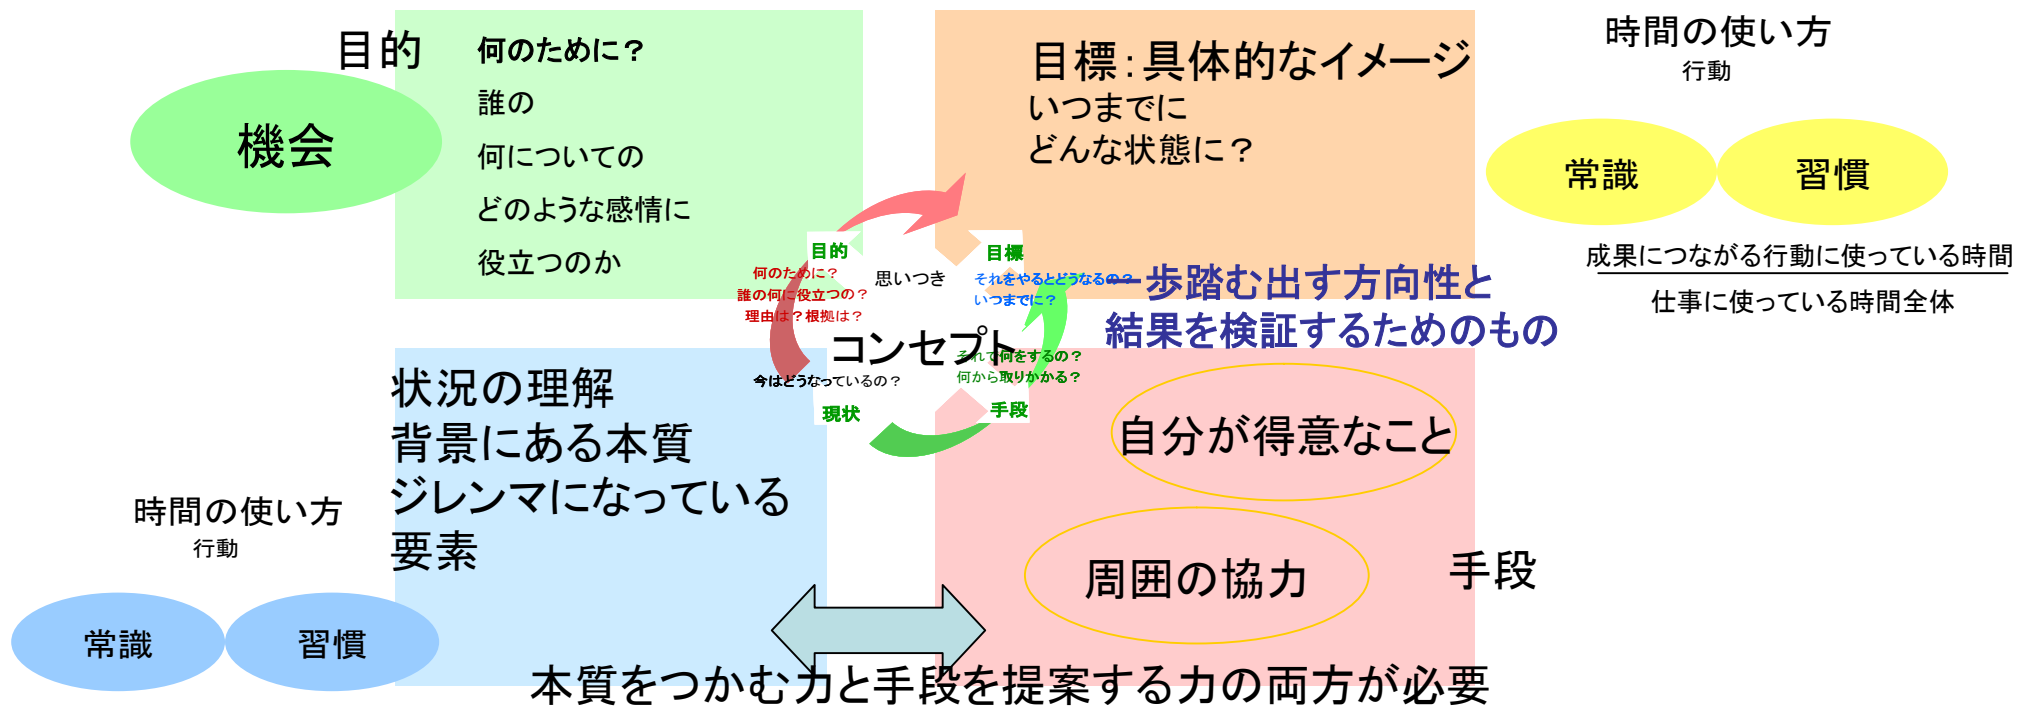 目的
何のために？
誰の
何についての
どのような感情に
役立つのか
機会
目標：具体的なイメージ
いつまでに
どんな状態に？
時間の使い方
行動
常識
習慣
成果につながる行動に使っている時間
仕事に使っている時間全体
目的
何のために？
誰の何に役立つの？
理由は？根拠は？
思いつき
目標
それをやるとどうなるの？
いつまでに？
コンセプト
一歩踏む出す方向性と
結果を検証するためのもの
それで何をするの？
何から取りかかる？
手段
今はどうなっているの？
現状
状況の理解
背景にある本質
ジレンマになっている
要素
時間の使い方
行動
常識
習慣
自分が得意なこと
周囲の協力
手段
本質をつかむ力と手段を提案する力の両方が必要